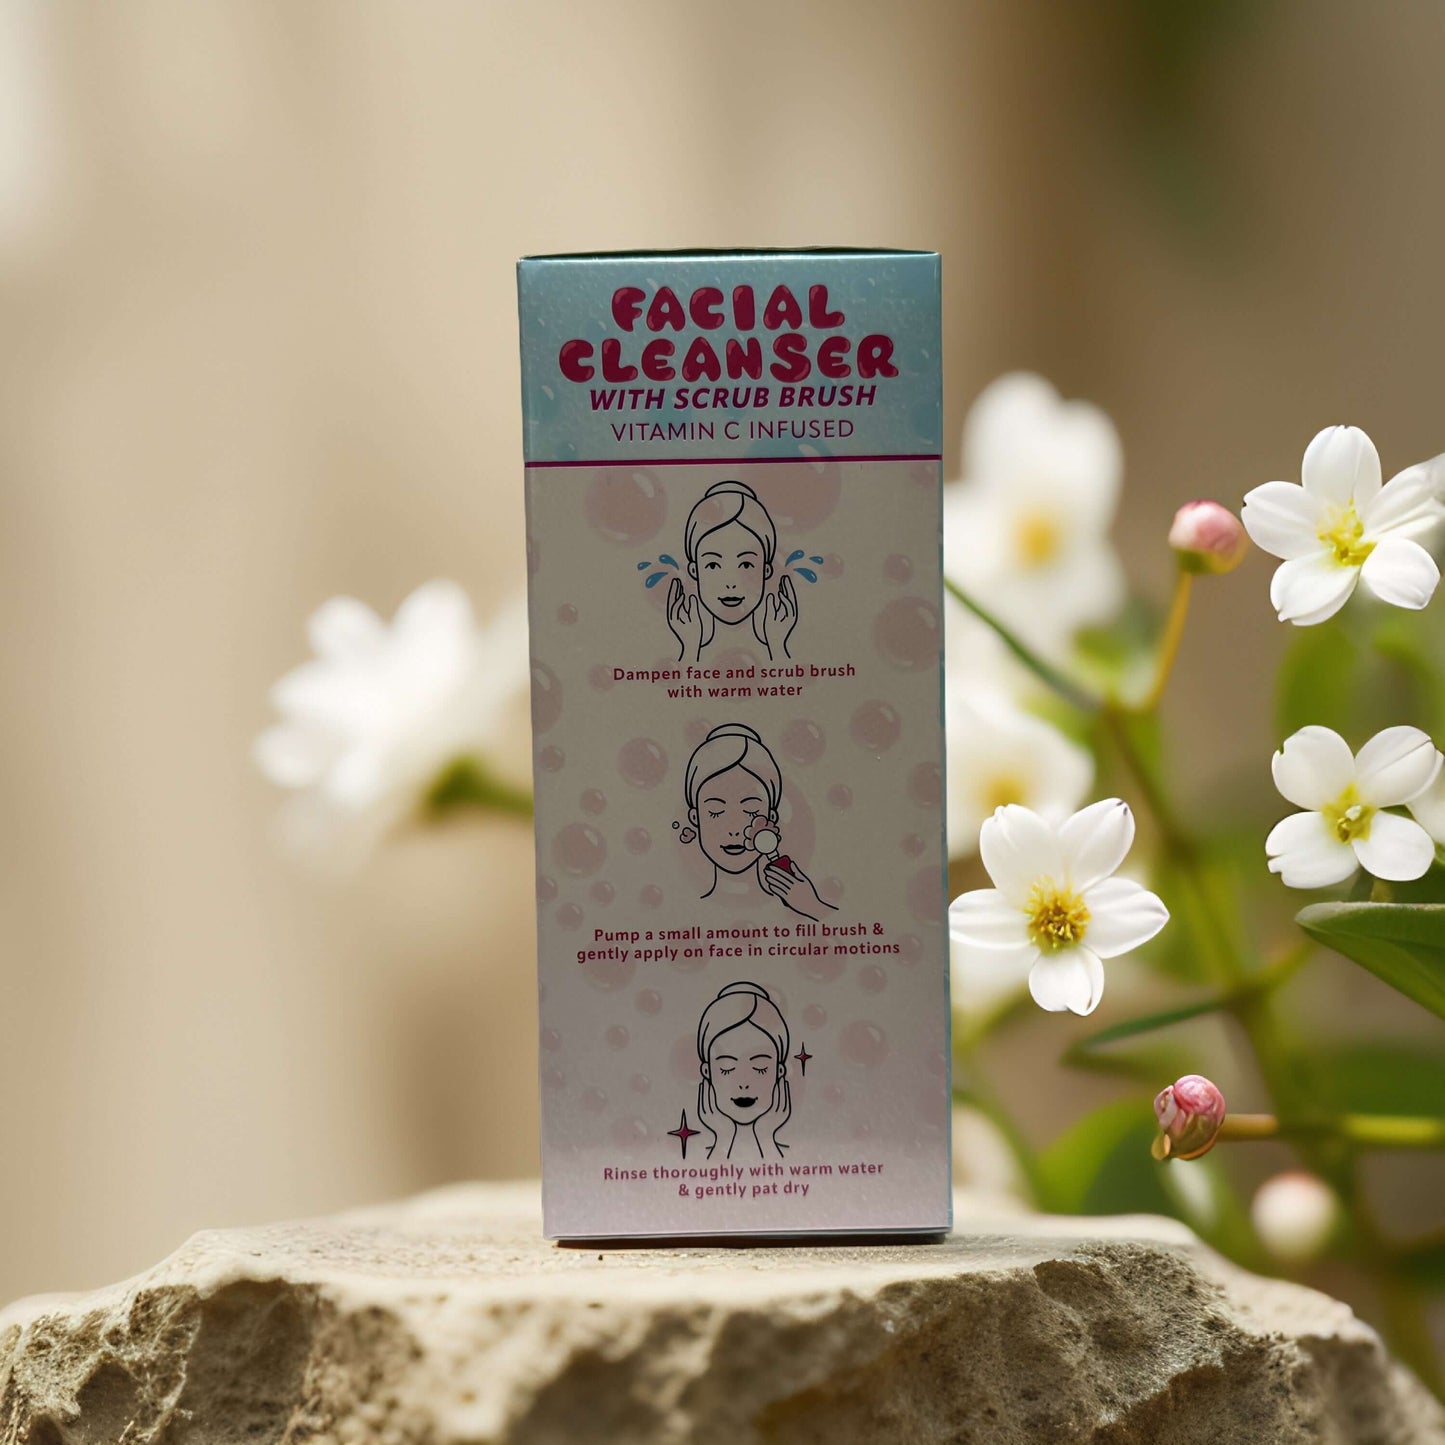 FACIAL
CLEANSER
WITH SCRUB BRUSH
VITAMIN C INFUSED
Dampen face and scrub brush
with warm water
Pump a small amount to fill brush &
gently apply on face in circular motions
Rinse thoroughly with warm water
& gently pat dry